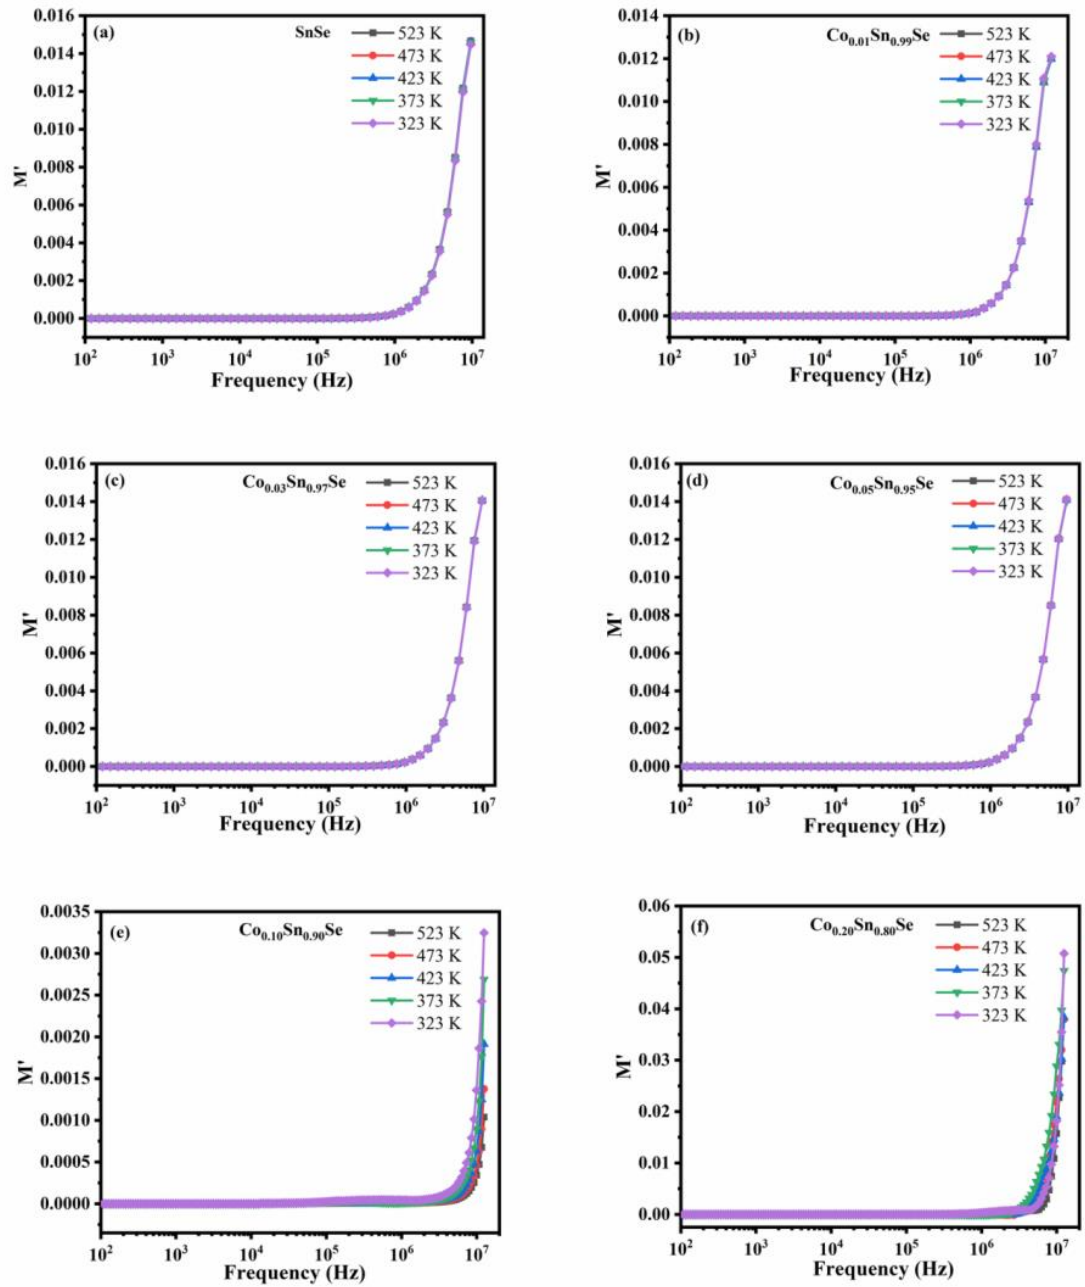 (a) SnSe
523 K
473 K
423 K
373 K
323 K
0.016
0.014
0.012
0.010
0.008
0.006
0.004
0.002
0.000
M'
10² 10³ 10⁴ 10⁵ 10⁶ 10⁷
Frequency (Hz)
(b) Co₀.₀₁Sn₀.₉₉Se
523 K
473 K
423 K
373 K
323 K
0.014
0.012
0.010
0.008
0.006
0.004
0.002
0.000
M'
10² 10³ 10⁴ 10⁵ 10⁶ 10⁷
Frequency (Hz)
(c) Co₀.₀₃Sn₀.₉₇Se
523 K
473 K
423 K
373 K
323 K
0.016
0.014
0.012
0.010
0.008
0.006
0.004
0.002
0.000
M'
10² 10³ 10⁴ 10⁵ 10⁶ 10⁷
Frequency (Hz)
(d) Co₀.₀₅Sn₀.₉₅Se
523 K
473 K
423 K
373 K
323 K
0.016
0.014
0.012
0.010
0.008
0.006
0.004
0.002
0.000
M'
10² 10³ 10⁴ 10⁵ 10⁶ 10⁷
Frequency (Hz)
(e) Co₀.₁₀Sn₀.₉₀Se
523 K
473 K
423 K
373 K
323 K
0.0035
0.0030
0.0025
0.0020
0.0015
0.0010
0.0005
0.0000
M'
10² 10³ 10⁴ 10⁵ 10⁶ 10⁷
Frequency (Hz)
(f) Co₀.₂₀Sn₀.₈₀Se
523 K
473 K
423 K
373 K
323 K
0.06
0.05
0.04
0.03
0.02
0.01
0.00
M'
10² 10³ 10⁴ 10⁵ 10⁶ 10⁷
Frequency (Hz)